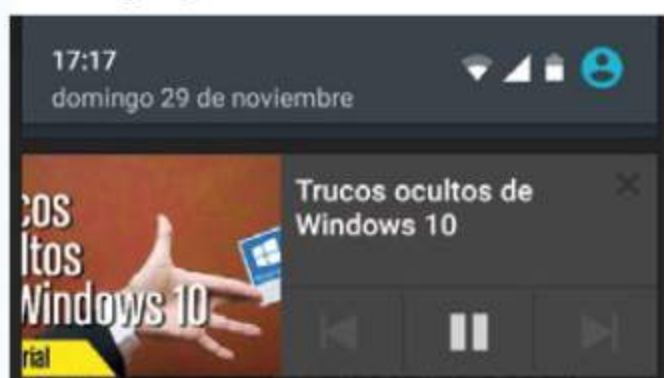 17:17
domingo 29 de noviembre
Trucos ocultos de
Windows 10
cos
ltos
Windows 10
rial